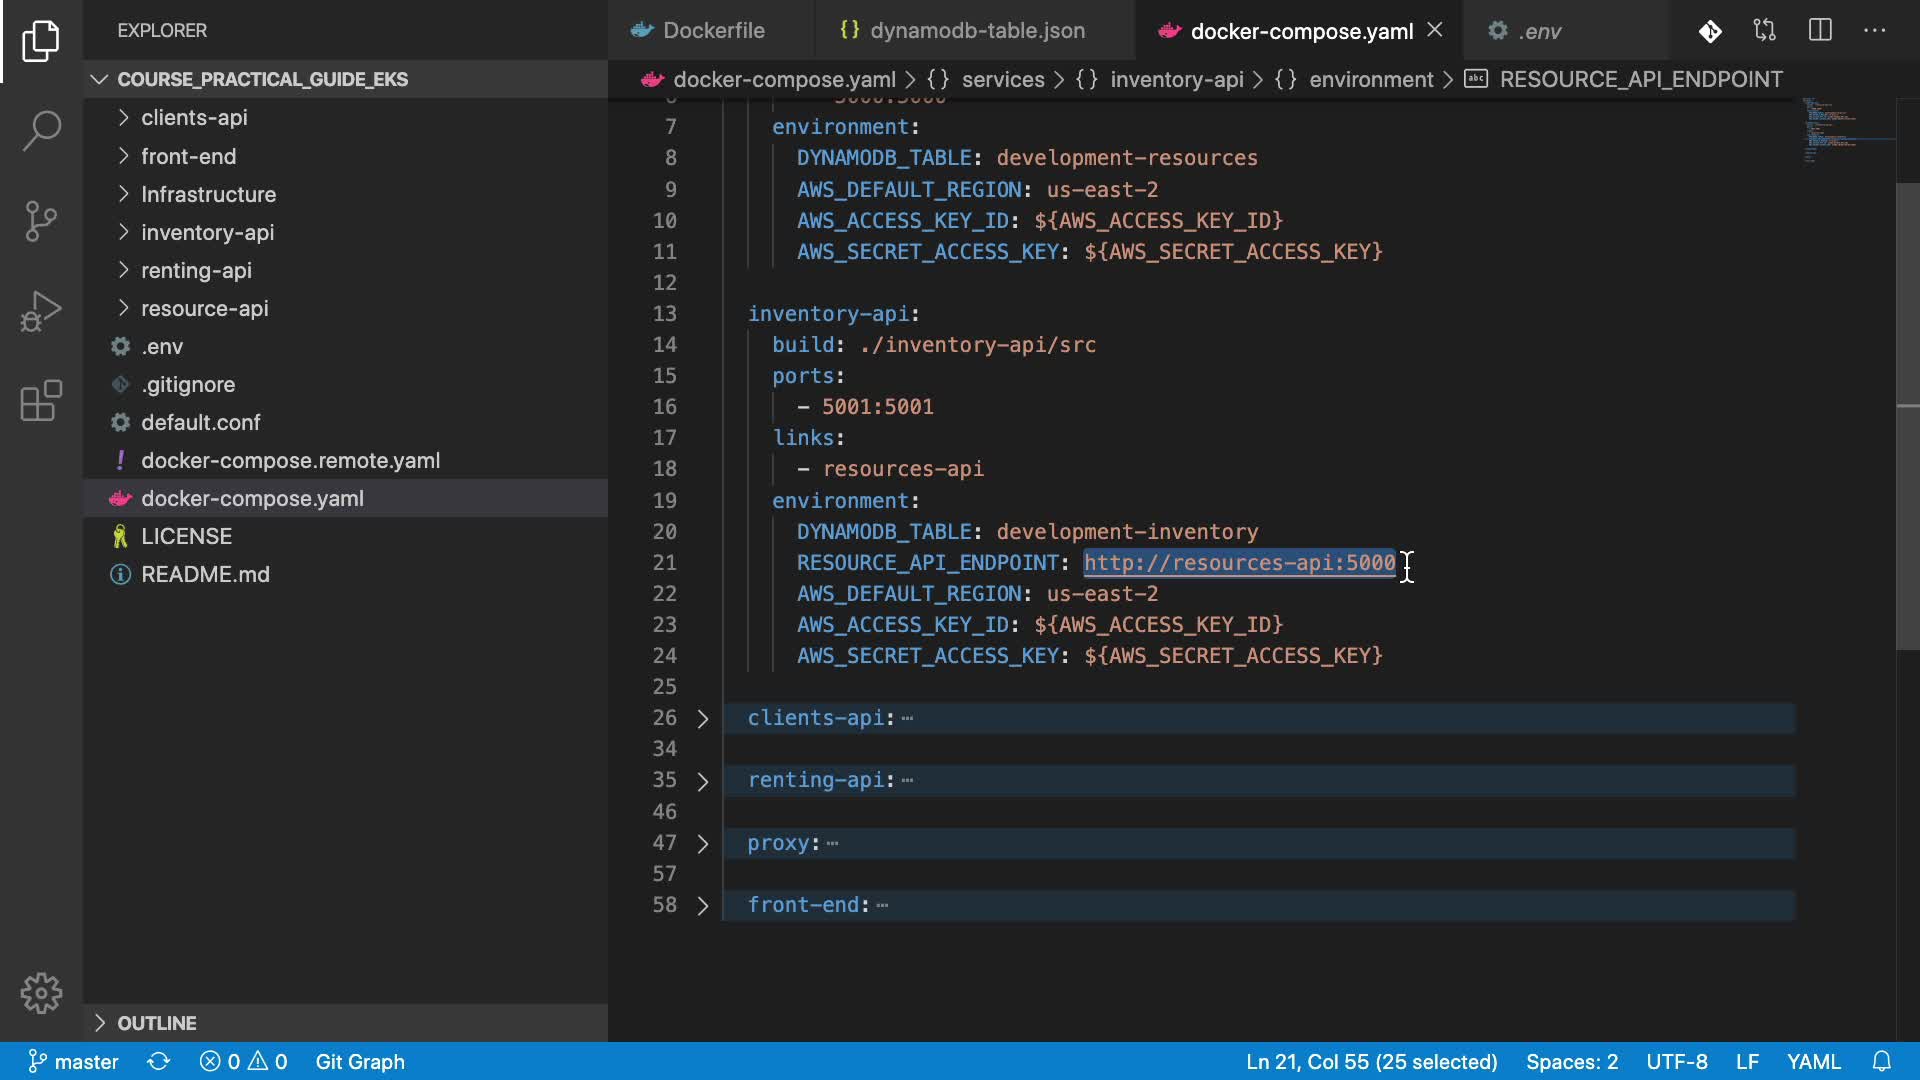 EXPLORER
Dockerfile
dynamodb-table.json
docker-compose.yaml
.env
COURSE_PRACTICAL_GUIDE_EKS
docker-compose.yaml > {} services > {} inventory-api > {} environment > abc RESOURCE_API_ENDPOINT
clients-api
front-end
Infrastructure
inventory-api
renting-api
resource-api
.env
.gitignore
default.conf
docker-compose.remote.yaml
docker-compose.yaml
LICENSE
README.md
OUTLINE
7 environment:
8 DYNAMODB_TABLE: development-resources
9 AWS_DEFAULT_REGION: us-east-2
10 AWS_ACCESS_KEY_ID: ${AWS_ACCESS_KEY_ID}
11 AWS_SECRET_ACCESS_KEY: ${AWS_SECRET_ACCESS_KEY}
12
13 inventory-api:
14 build: ./inventory-api/src
15 ports:
16 - 5001:5001
17 links:
18 - resources-api
19 environment:
20 DYNAMODB_TABLE: development-inventory
21 RESOURCE_API_ENDPOINT: http://resources-api:5000
22 AWS_DEFAULT_REGION: us-east-2
23 AWS_ACCESS_KEY_ID: ${AWS_ACCESS_KEY_ID}
24 AWS_SECRET_ACCESS_KEY: ${AWS_SECRET_ACCESS_KEY}
25
26 clients-api:⋯
34
35 renting-api:⋯
46
47 proxy:⋯
57
58 front-end:⋯
master 0 0 Git Graph Ln 21, Col 55 (25 selected) Spaces: 2 UTF-8 LF YAML